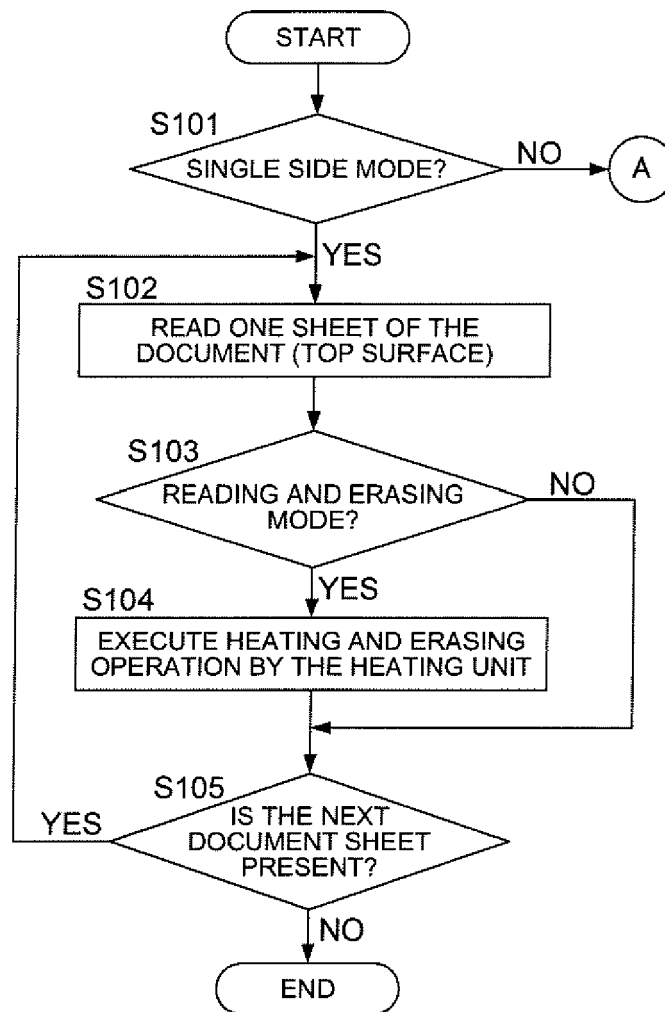 START
S101
SINGLE SIDE MODE?
NO
A
YES
S102
READ ONE SHEET OF THE
DOCUMENT (TOP SURFACE)
S103
READING AND ERASING
MODE?
NO
YES
S104
EXECUTE HEATING AND ERASING
OPERATION BY THE HEATING UNIT
S105
YES
IS THE NEXT
DOCUMENT SHEET
PRESENT?
NO
END